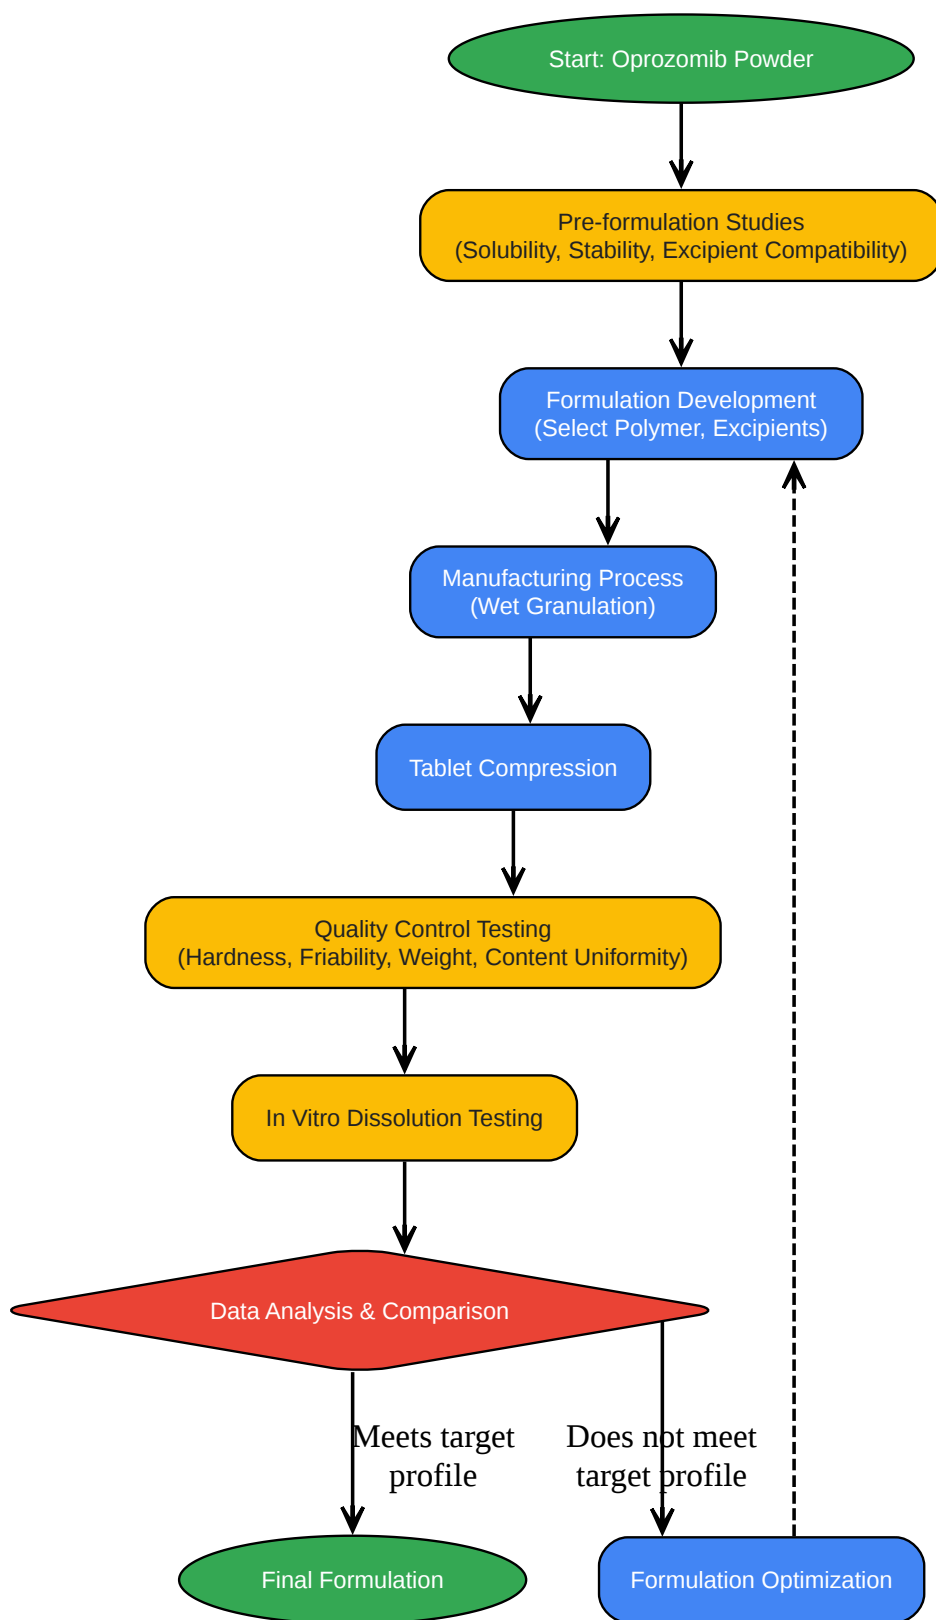 Start: Oprozomib Powder
Pre-formulation Studies
(Solubility, Stability, Excipient Compatibility)
Formulation Development
(Select Polymer, Excipients)
Manufacturing Process
(Wet Granulation)
Tablet Compression
Quality Control Testing
(Hardness, Friability, Weight, Content Uniformity)
In Vitro Dissolution Testing
Data Analysis & Comparison
Meets target
profile
Does not meet
target profile
Final Formulation
Formulation Optimization